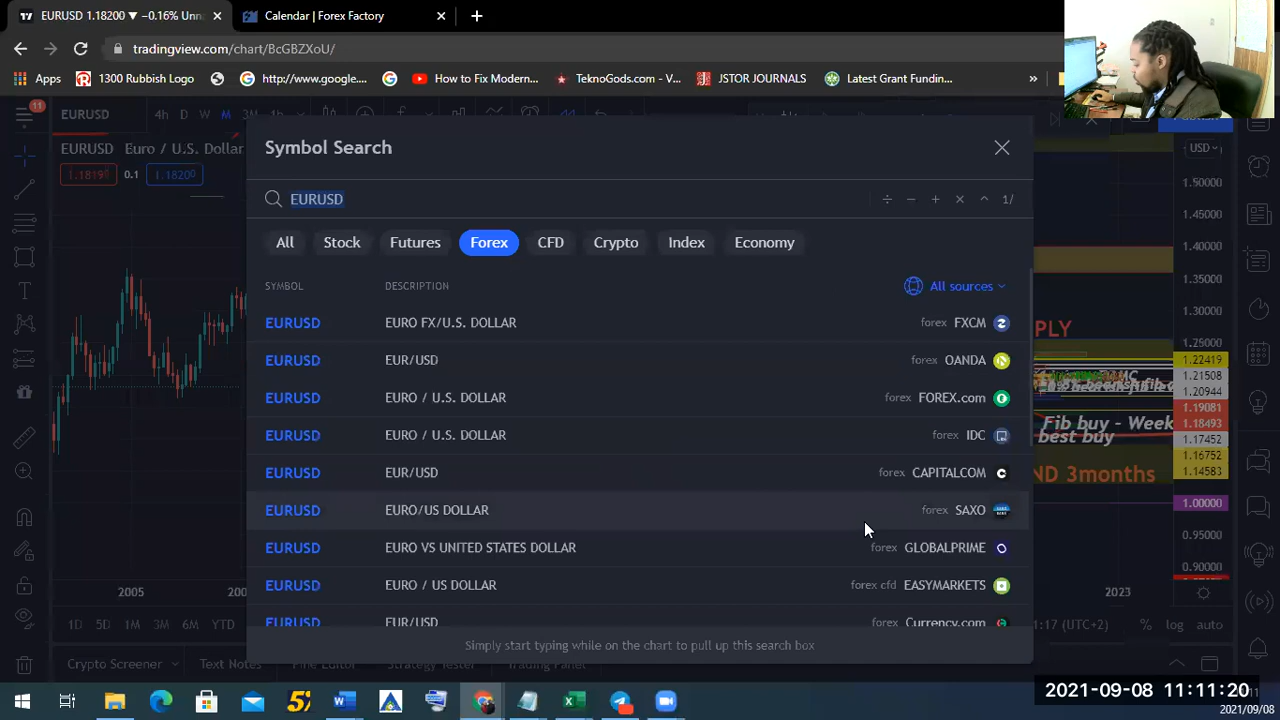 EURUSD 1.18200 ▼ −0.16% Unn
Calendar | Forex Factory
tradingview.com/chart/BcGBZXoU/
Apps
1000 Rubbish Logo
http://www.google...
How to Fix Modern...
TeknoGods.com - V...
JSTOR JOURNALS
Latest Grant Fundin...
»
11
EURUSD
4h D W M 3M 1h
EURUSD Euro / U.S. Dollar
1.18190 0.1 1.18200
Symbol Search
EURUSD
÷ − + × ^ 1/
All Stock Futures Forex CFD Crypto Index Economy
SYMBOL DESCRIPTION All sources
EURUSD EURO FX/U.S. DOLLAR forex FXCM
EURUSD EUR/USD forex OANDA
EURUSD EURO / U.S. DOLLAR forex FOREX.com
EURUSD EURO / U.S. DOLLAR forex IDC
EURUSD EUR/USD forex CAPITALCOM
EURUSD EURO/US DOLLAR forex SAXO
EURUSD EURO VS UNITED STATES DOLLAR forex GLOBALPRIME
EURUSD EURO / US DOLLAR forex cfd EASYMARKETS
EURUSD EUR/USD forex Currency.com
Simply start typing while on the chart to pull up this search box
USD
1.50000
1.45000
1.40000
1.35000
1.30000
1.25000
1.22419
1.21508
1.20944
1.19081
1.18493
1.17452
1.16752
1.14583
1.00000
0.95000
0.90000
PLY
Fib buy - Week
best buy
ND 3months
2005
2023
1D 5D 1M 3M 6M YTD
1:17 (UTC+2) % log auto
Crypto Screener Text Notes Pine Editor Strategy Tester Trading Panel
2021-09-08 11:11:20
2021/09/08